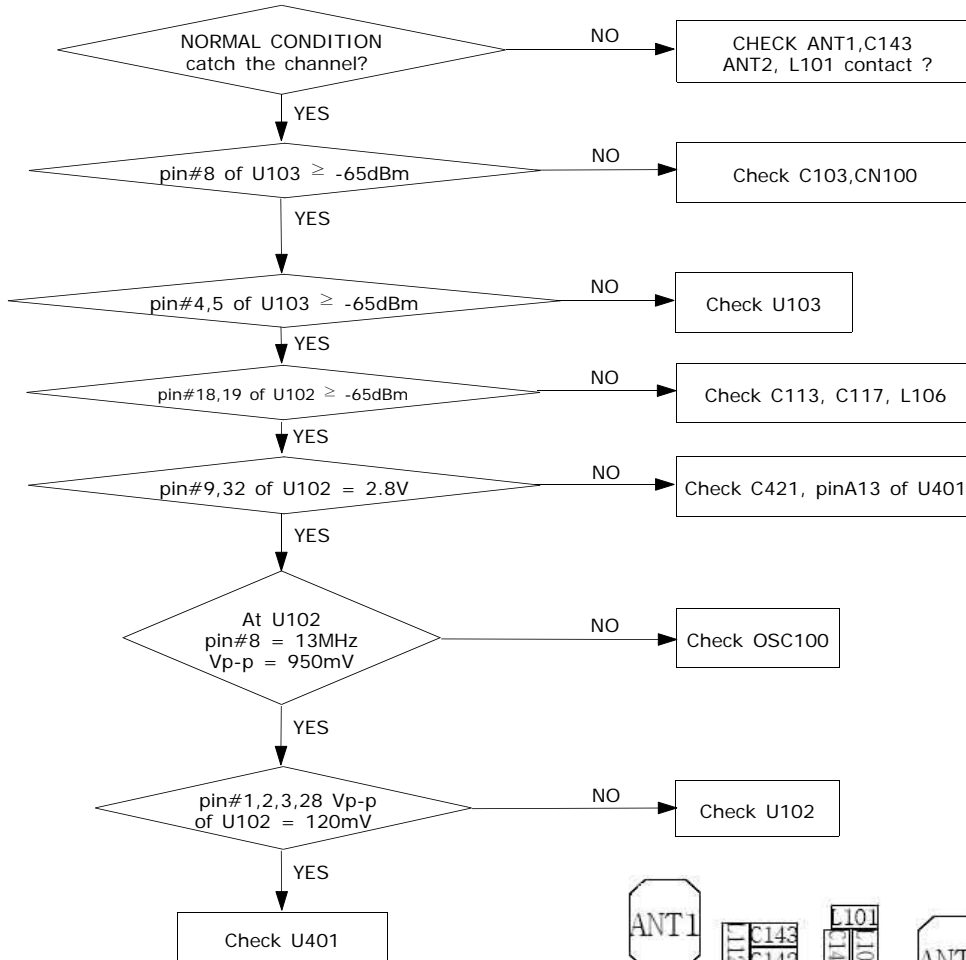 NORMAL CONDITION
catch the channel?
NO
CHECK ANT1,C143
ANT2, L101 contact ?
YES
pin#8 of U103 ≥ -65dBm
NO
Check C103,CN100
YES
pin#4,5 of U103 ≥ -65dBm
NO
Check U103
YES
pin#18,19 of U102 ≥ -65dBm
NO
Check C113, C117, L106
YES
pin#9,32 of U102 = 2.8V
NO
Check C421, pinA13 of U401
YES
At U102
pin#8 = 13MHz
Vp-p = 950mV
NO
Check OSC100
YES
pin#1,2,3,28 Vp-p
of U102 = 120mV
NO
Check U102
YES
Check U401
ANT1
C143
L101